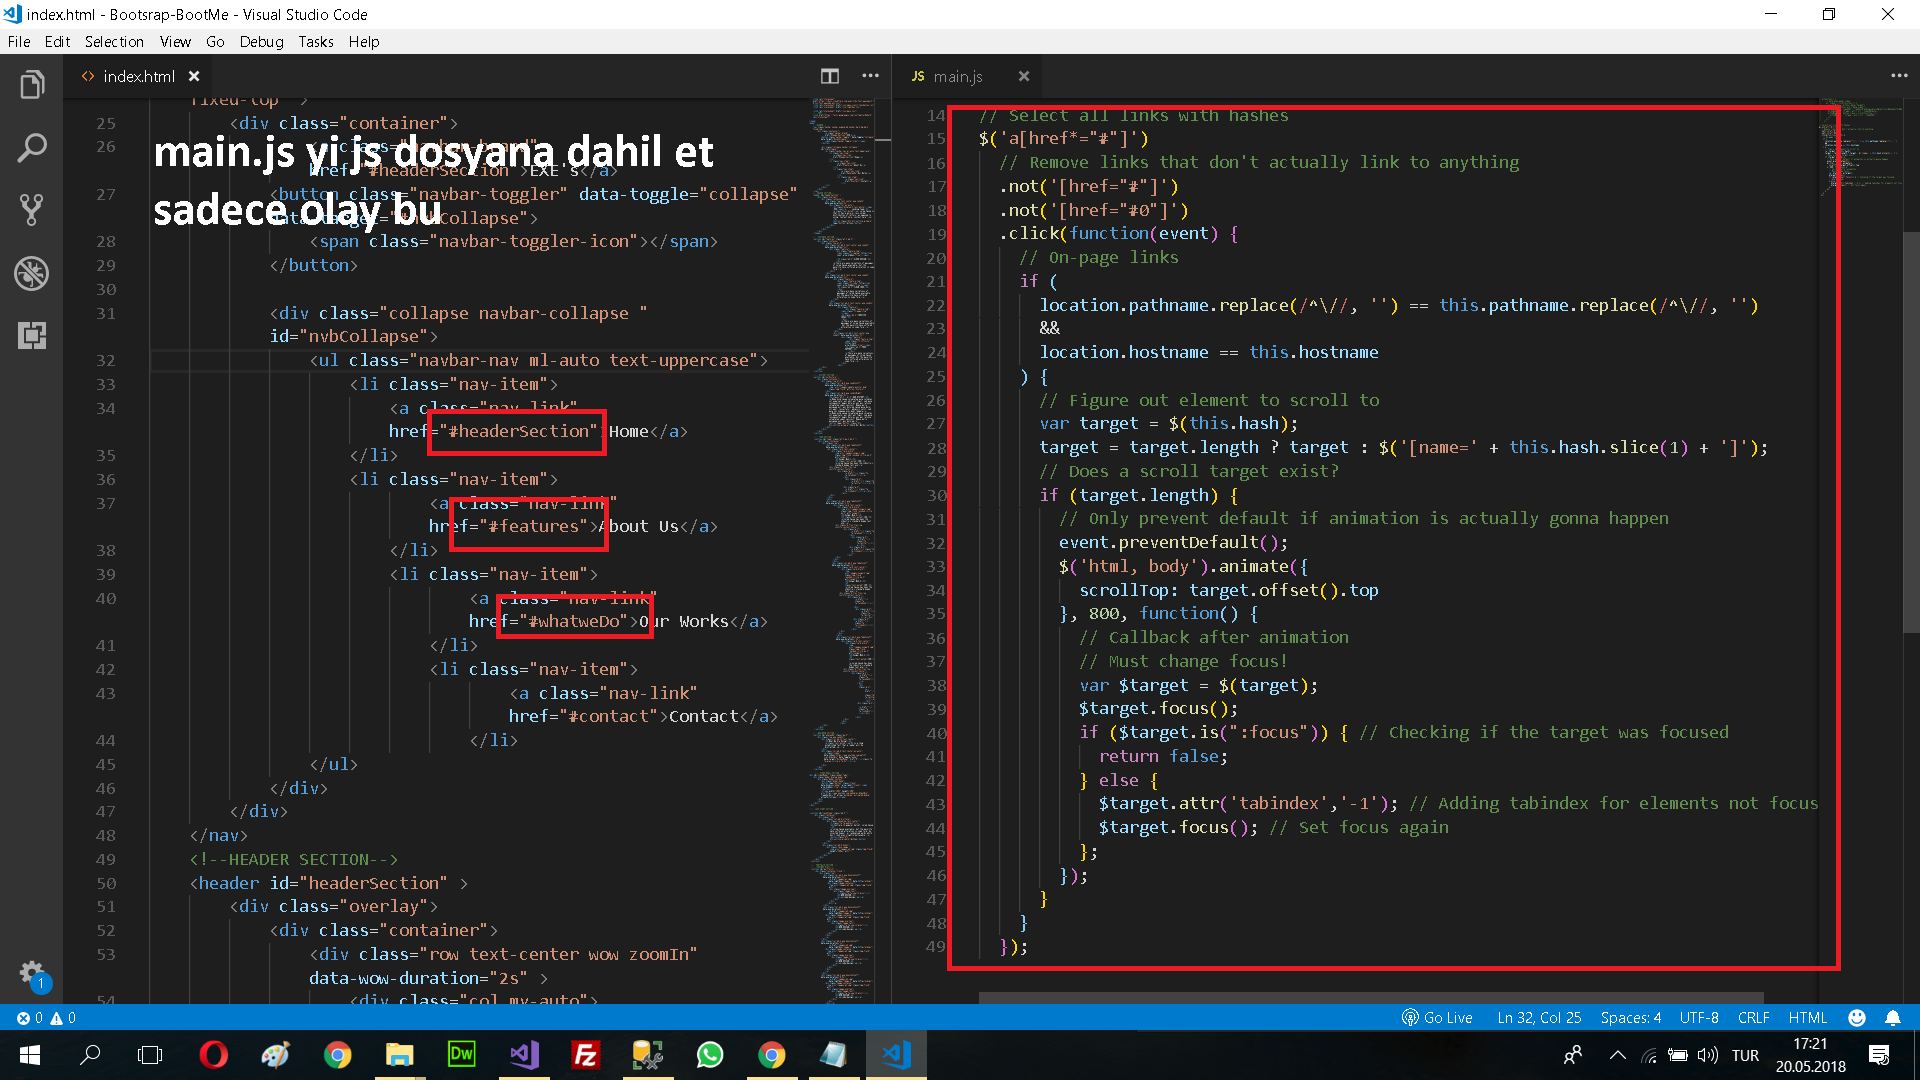 index.html - Bootsrap-BootMe - Visual Studio Code
File Edit Selection View Go Debug Tasks Help
index.html
main.js yi js dosyana dahil et
sadece olay bu
fixed-top ">
25 <div class="container">
26
href="#headerSection">EXE's</a>
27 <button class="navbar-toggler" data-toggle="collapse"
data-target="#nvbCollapse">
28 <span class="navbar-toggler-icon"></span>
29 </button>
30
31 <div class="collapse navbar-collapse "
id="nvbCollapse">
32 <ul class="navbar-nav ml-auto text-uppercase">
33 <li class="nav-item">
34 <a class="nav-link"
href="#headerSection">Home</a>
35 </li>
36 <li class="nav-item">
37 <a class="nav-link"
href="#features">About Us</a>
38 </li>
39 <li class="nav-item">
40 <a class="nav-link"
href="#whatweDo">Our Works</a>
41 </li>
42 <li class="nav-item">
43 <a class="nav-link"
href="#contact">Contact</a>
44 </li>
45 </ul>
46 </div>
47 </div>
48 </nav>
49 <!--HEADER SECTION-->
50 <header id="headerSection" >
51 <div class="overlay">
52 <div class="container">
53 <div class="row text-center wow zoomIn"
data-wow-duration="2s" >
54 <div class="col my-auto">
JS main.js
14 // Select all links with hashes
15 $('a[href*="#"]')
16 // Remove links that don't actually link to anything
17 .not('[href="#"]')
18 .not('[href="#0"]')
19 .click(function(event) {
20 // On-page links
21 if (
22 location.pathname.replace(/^\//, '') == this.pathname.replace(/^\//, '')
23 &&
24 location.hostname == this.hostname
25 ) {
26 // Figure out element to scroll to
27 var target = $(this.hash);
28 target = target.length ? target : $('[name=' + this.hash.slice(1) + ']');
29 // Does a scroll target exist?
30 if (target.length) {
31 // Only prevent default if animation is actually gonna happen
32 event.preventDefault();
33 $('html, body').animate({
34 scrollTop: target.offset().top
35 }, 800, function() {
36 // Callback after animation
37 // Must change focus!
38 var $target = $(target);
39 $target.focus();
40 if ($target.is(":focus")) { // Checking if the target was focused
41 return false;
42 } else {
43 $target.attr('tabindex','-1'); // Adding tabindex for elements not focus
44 $target.focus(); // Set focus again
45 };
46 });
47 }
48 }
49 });
1
0 0
Go Live Ln 32, Col 25 Spaces: 4 UTF-8 CRLF HTML
Dw
Fz
TUR
17:21
20.05.2018